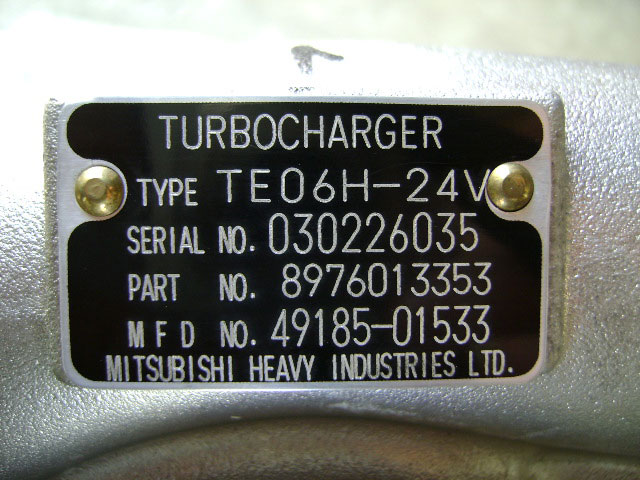 TURBOCHARGER
TYPE TE06H-24V
SERIAL NO. 030226035
PART NO. 8976013353
MFD NO. 49185-01533
MITSUBISHI HEAVY INDUSTRIES LTD.